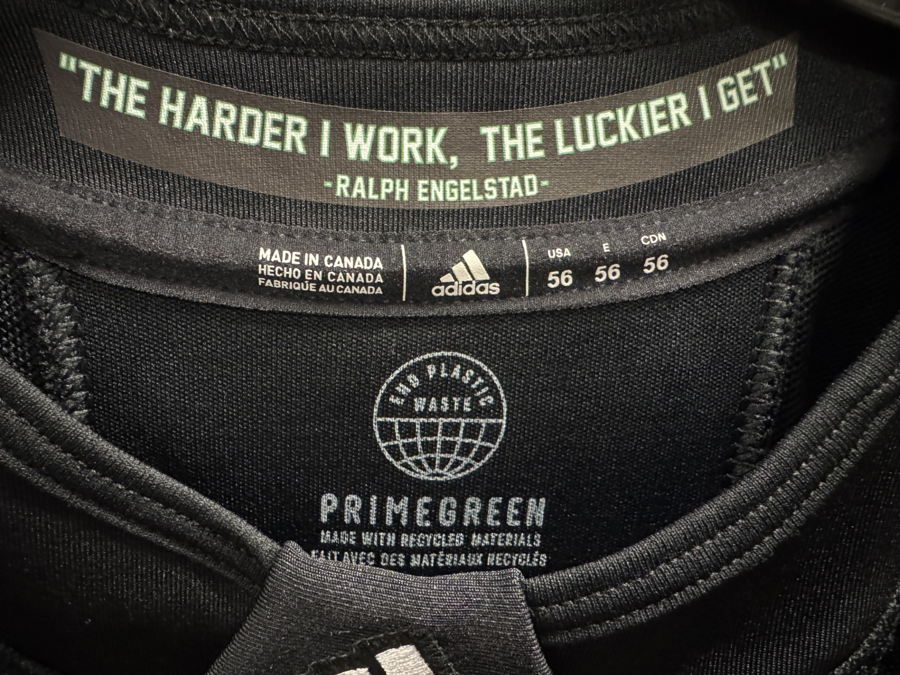 "THE HARDER I WORK, THE LUCKIER I GET"
-RALPH ENGELSTAD-
MADE IN CANADA
HECHO EN CANADA
FABRIQUÉ AU CANADA
adidas
USA E CDN
56 56 56
END PLASTIC
WASTE
PRIMEGREEN
MADE WITH RECYCLED MATERIALS
FAIT AVEC DES MATÉRIAUX RECYCLÉS